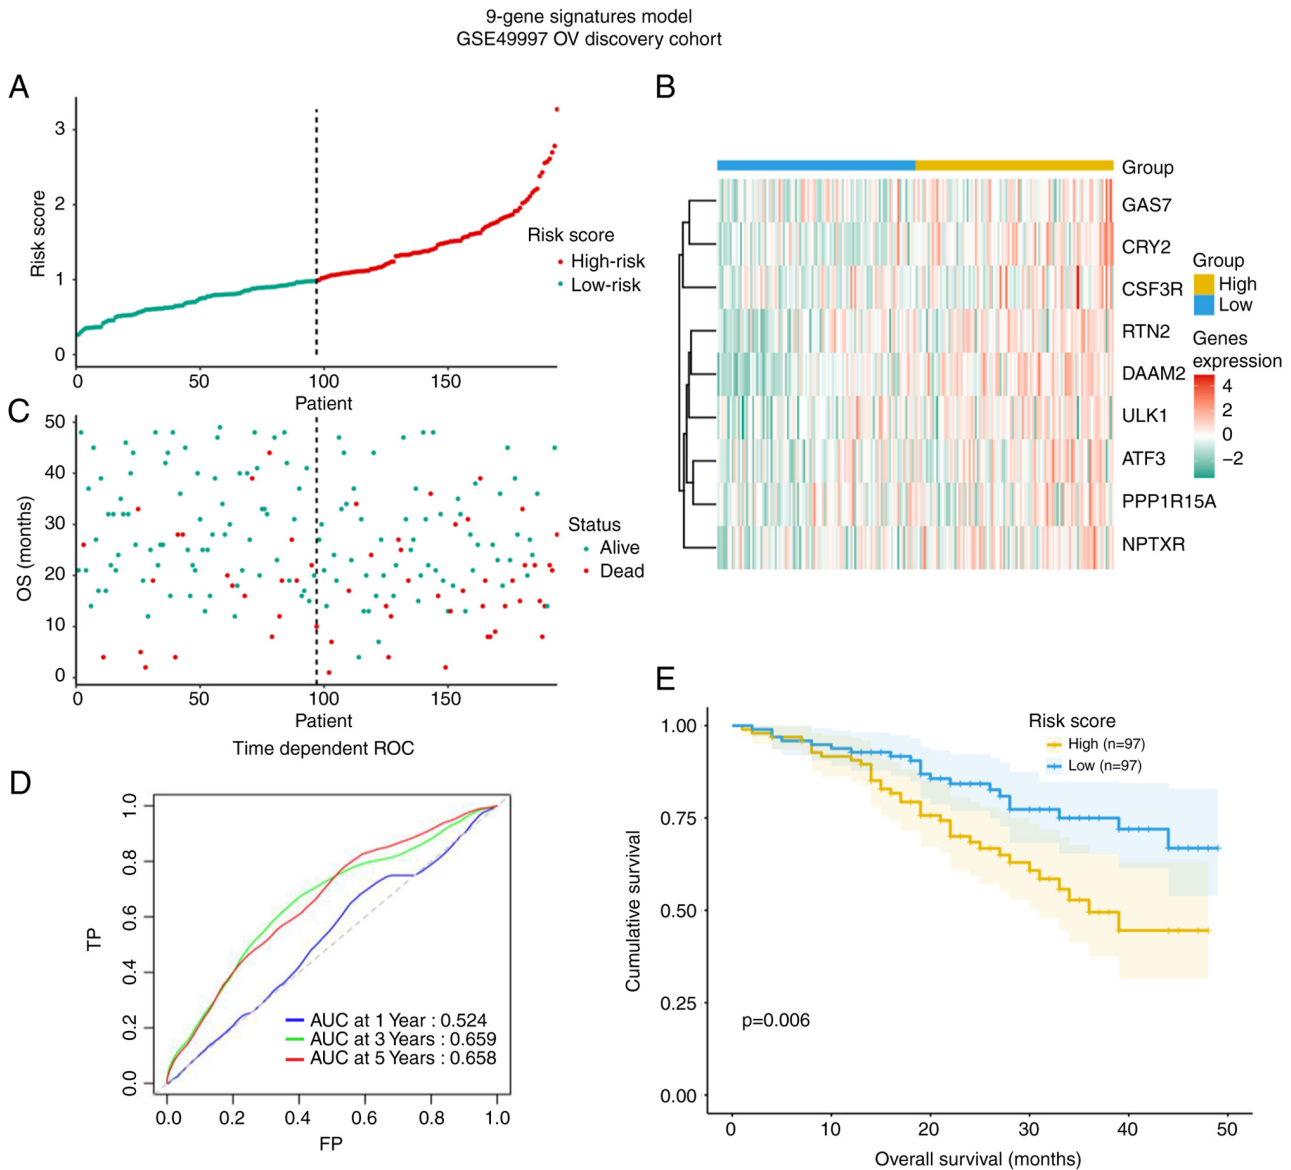 9-gene signatures model
GSE49997 OV discovery cohort
A
Risk score
3
2
1
0
0
50
100
150
Patient
Risk score
High-risk
Low-risk
B
Group
GAS7
CRY2
CSF3R
RTN2
DAAM2
ULK1
ATF3
PPP1R15A
NPTXR
Group
High
Low
Genes
expression
4
2
0
−2
C
OS (months)
50
40
30
20
10
0
0
50
100
150
Patient
Status
Alive
Dead
Time dependent ROC
D
TP
1.0
0.8
0.6
0.4
0.2
0.0
0.0
0.2
0.4
0.6
0.8
1.0
FP
AUC at 1 Year : 0.524
AUC at 3 Years : 0.659
AUC at 5 Years : 0.658
E
Cumulative survival
1.00
0.75
0.50
0.25
0.00
0
10
20
30
40
50
Overall survival (months)
Risk score
High (n=97)
Low (n=97)
p=0.006